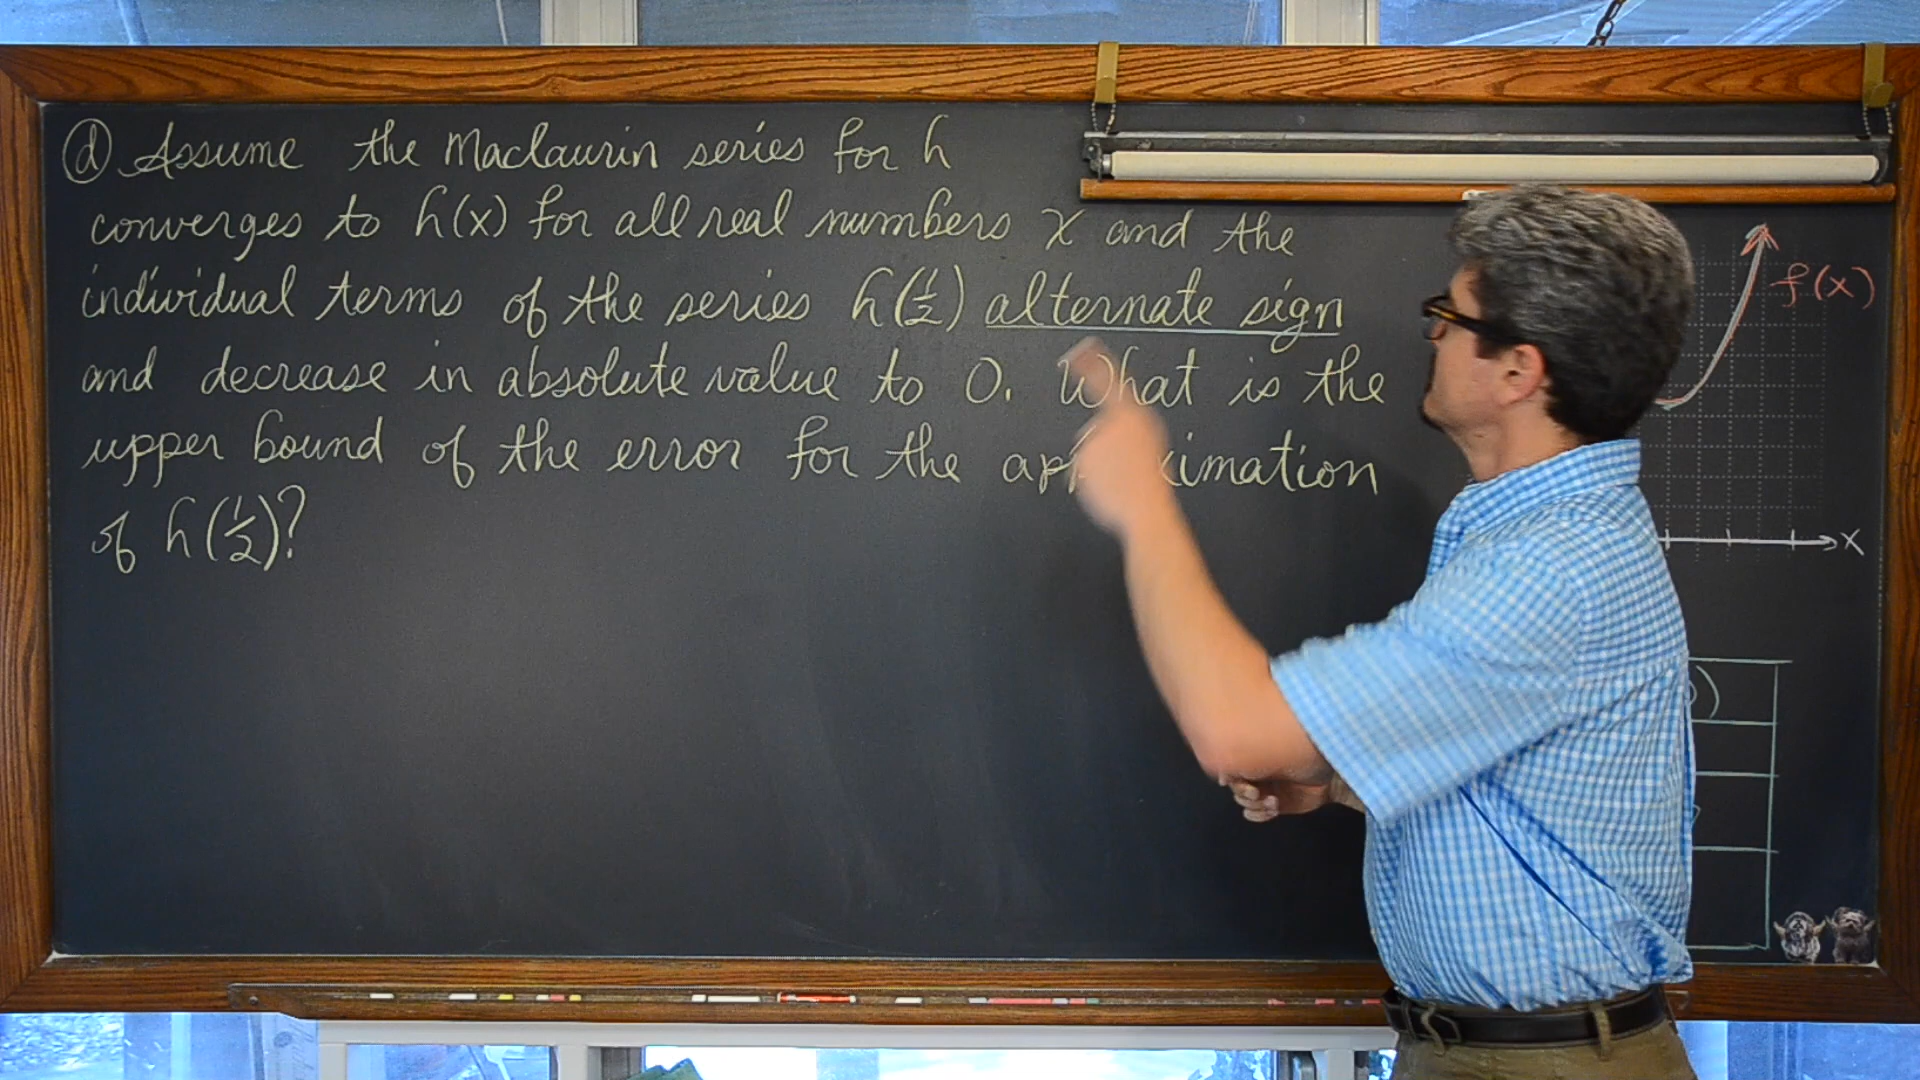 (d) Assume the Maclaurin series for h
converges to h(x) for all real numbers x and the
individual terms of the series h(1/2) alternate sign
and decrease in absolute value to 0. What is the
upper bound of the error for the approximation
of h(1/2)?
f(x)
x